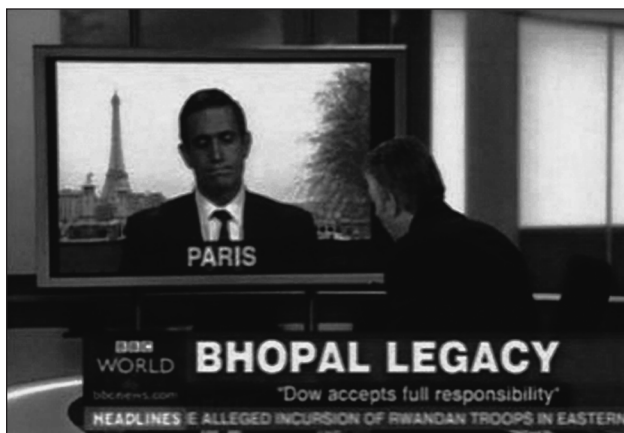 PARIS
BBC
WORLD
bbcnews.com
BHOPAL LEGACY
"Dow accepts full responsibility"
HEADLINES E ALLEGED INCURSION OF RWANDAN TROOPS IN EASTERN